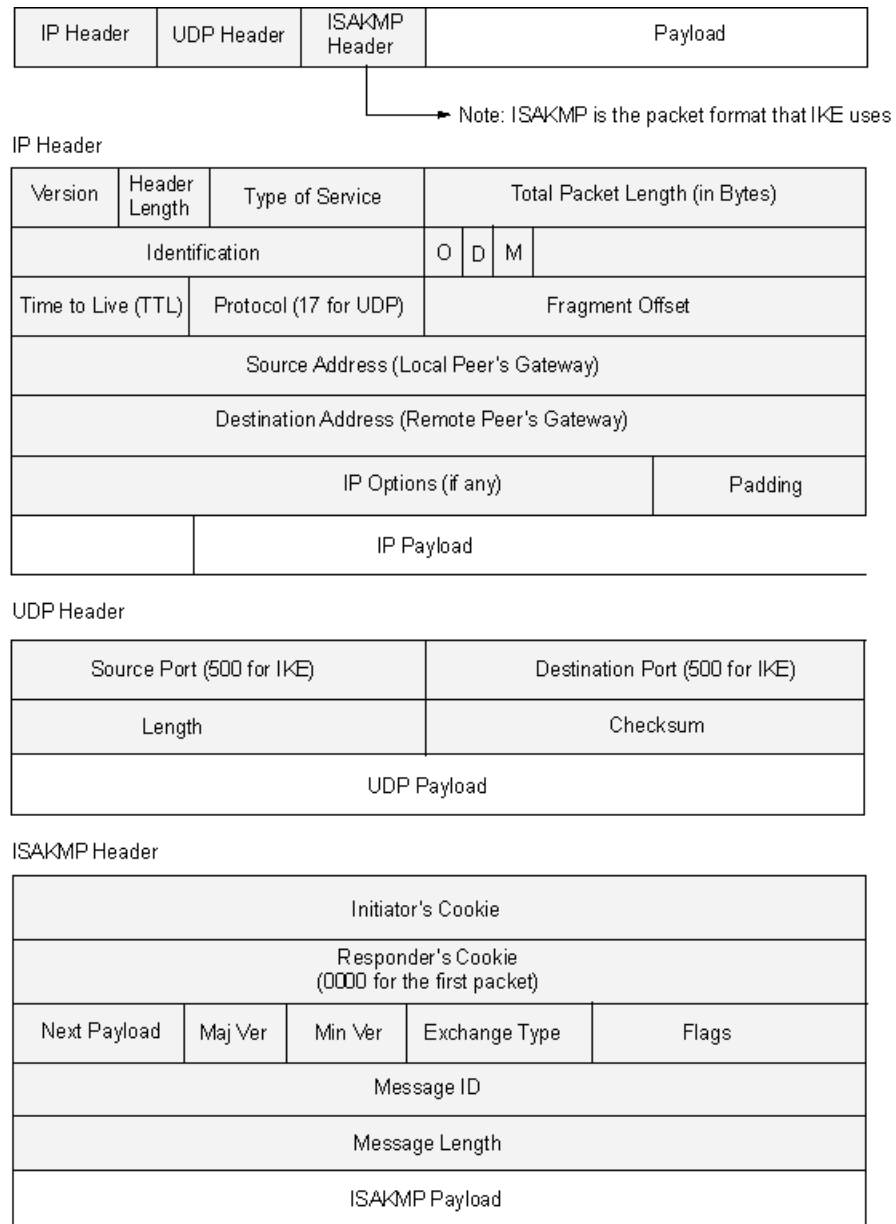 IP Header
UDP Header
ISAKMP
Header
Payload
Note: ISAKMP is the packet format that IKE uses
IP Header
Version
Header
Length
Type of Service
Total Packet Length (in Bytes)
Identification
O
D
M
Time to Live (TTL)
Protocol (17 for UDP)
Fragment Offset
Source Address (Local Peer's Gateway)
Destination Address (Remote Peer's Gateway)
IP Options (if any)
Padding
IP Payload
UDP Header
Source Port (500 for IKE)
Destination Port (500 for IKE)
Length
Checksum
UDP Payload
ISAKMP Header
Initiator's Cookie
Responder's Cookie
(0000 for the first packet)
Next Payload
Maj Ver
Min Ver
Exchange Type
Flags
Message ID
Message Length
ISAKMP Payload